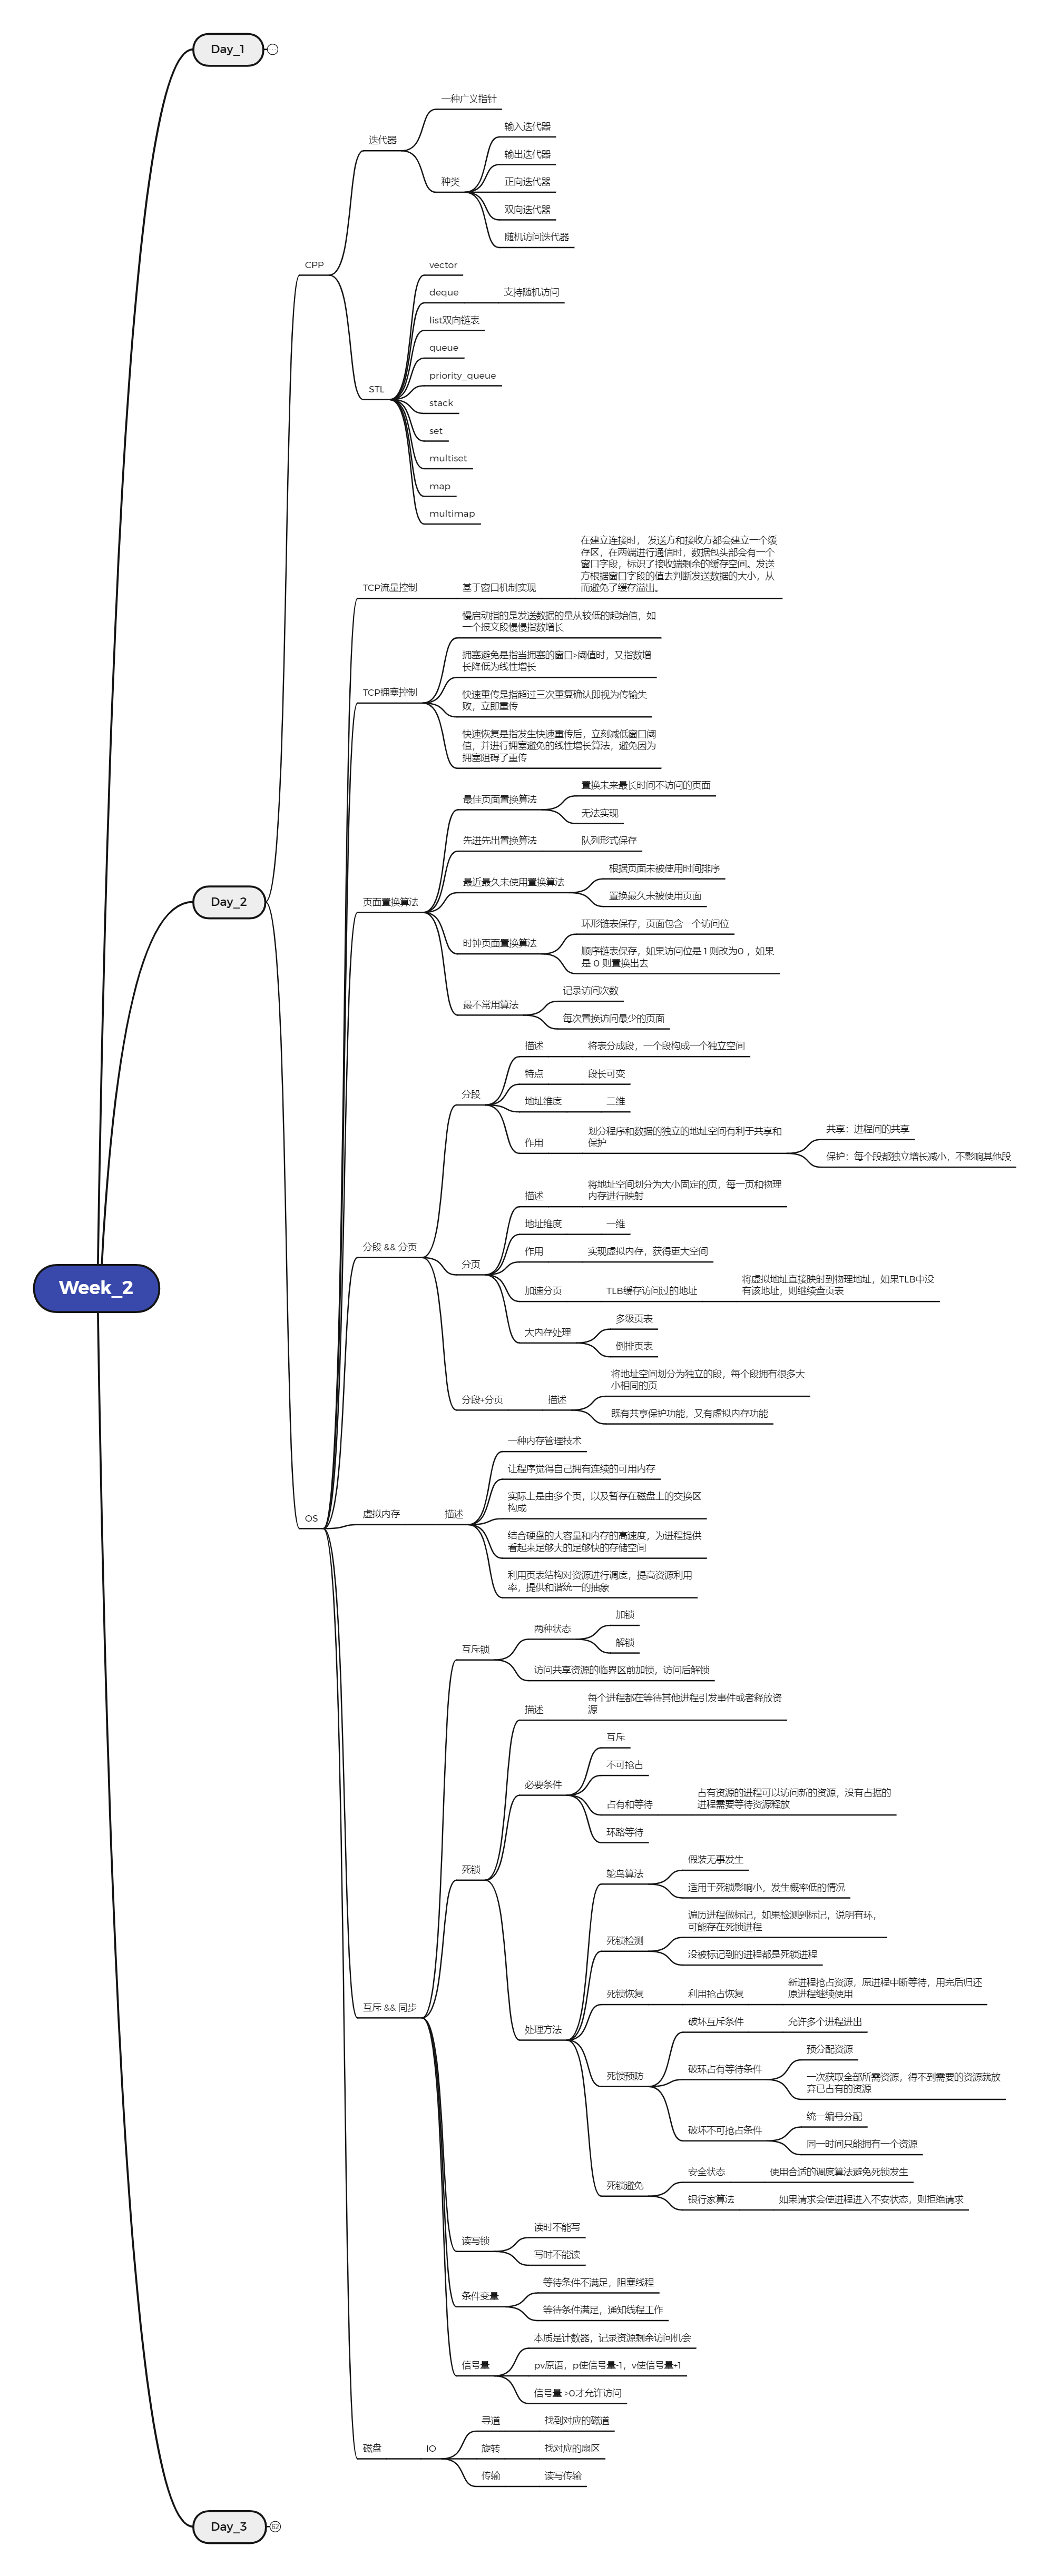 Day_1
一种广义指针
迭代器
输入迭代器
输出迭代器
种类
正向迭代器
双向迭代器
随机访问迭代器
CPP
vector
deque
支持随机访问
list双向链表
queue
priority_queue
STL
stack
set
multiset
map
multimap
在建立连接时， 发送方和接收方都会建立一个缓
存区，在两端进行通信时，数据包头部会有一个
窗口字段，标识了接收端剩余的缓存空间。发送
方根据窗口字段的值去判断发送数据的大小，从
而避免了缓存溢出。
TCP流量控制
基于窗口机制实现
慢启动指的是发送数据的量从较低的起始值，如
一个报文段慢慢指数增长
拥塞避免是指当拥塞的窗口>阈值时，又指数增
长降低为线性增长
TCP拥塞控制
快速重传是指超过三次重复确认即视为传输失
败，立即重传
快速恢复是指发生快速重传后，立刻减低窗口阈
值，并进行拥塞避免的线性增长算法，避免因为
拥塞阻碍了重传
最佳页面置换算法
置换未来最长时间不访问的页面
无法实现
先进先出置换算法
队列形式保存
最近最久未使用置换算法
根据页面未被使用时间排序
置换最久未被使用页面
Day_2
页面置换算法
时钟页面置换算法
环形链表保存，页面包含一个访问位
顺序链表保存，如果访问位是 1 则改为0 ，如果
是 0 则置换出去
最不常用算法
记录访问次数
每次置换访问最少的页面
描述
将表分成段，一个段构成一个独立空间
特点
段长可变
分段
地址维度
二维
作用
划分程序和数据的独立的地址空间有利于共享和
保护
共享：进程间的共享
保护：每个段都独立增长减小，不影响其他段
描述
将地址空间划分为大小固定的页，每一页和物理
内存进行映射
地址维度
一维
分段 && 分页
作用
实现虚拟内存，获得更大空间
分页
加速分页
TLB缓存访问过的地址
将虚拟地址直接映射到物理地址，如果TLB中没
有该地址，则继续查页表
Week_2
大内存处理
多级页表
倒排页表
分段+分页
描述
将地址空间划分为独立的段，每个段拥有很多大
小相同的页
既有共享保护功能，又有虚拟内存功能
一种内存管理技术
让程序觉得自己拥有连续的可用内存
实际上是由多个页，以及暂存在磁盘上的交换区
构成
OS
虚拟内存
描述
结合硬盘的大容量和内存的高速度，为进程提供
看起来足够大的足够快的存储空间
利用页表结构对资源进行调度，提高资源利用
率，提供和谐统一的抽象
互斥锁
两种状态
加锁
解锁
访问共享资源的临界区前加锁，访问后解锁
描述
每个进程都在等待其他进程引发事件或者释放资
源
必要条件
互斥
不可抢占
占有和等待
占有资源的进程可以访问新的资源，没有占据的
进程需要等待资源释放
环路等待
死锁
鸵鸟算法
假装无事发生
适用于死锁影响小，发生概率低的情况
死锁检测
遍历进程做标记，如果检测到标记，说明有环，
可能存在死锁进程
没被标记到的进程都是死锁进程
死锁恢复
利用抢占恢复
新进程抢占资源，原进程中断等待，用完后归还
原进程继续使用
互斥 && 同步
处理方法
死锁预防
破坏互斥条件
允许多个进程进出
破环占有等待条件
预分配资源
一次获取全部所需资源，得不到需要的资源就放
弃已占有的资源
破坏不可抢占条件
统一编号分配
同一时间只能拥有一个资源
死锁避免
安全状态
使用合适的调度算法避免死锁发生
银行家算法
如果请求会使进程进入不安状态，则拒绝请求
读写锁
读时不能写
写时不能读
条件变量
等待条件不满足，阻塞线程
等待条件满足，通知线程工作
信号量
本质是计数器，记录资源剩余访问机会
pv原语，p使信号量-1，v使信号量+1
信号量 >0才允许访问
磁盘
IO
寻道
找到对应的磁道
旋转
找对应的扇区
传输
读写传输
Day_3
52